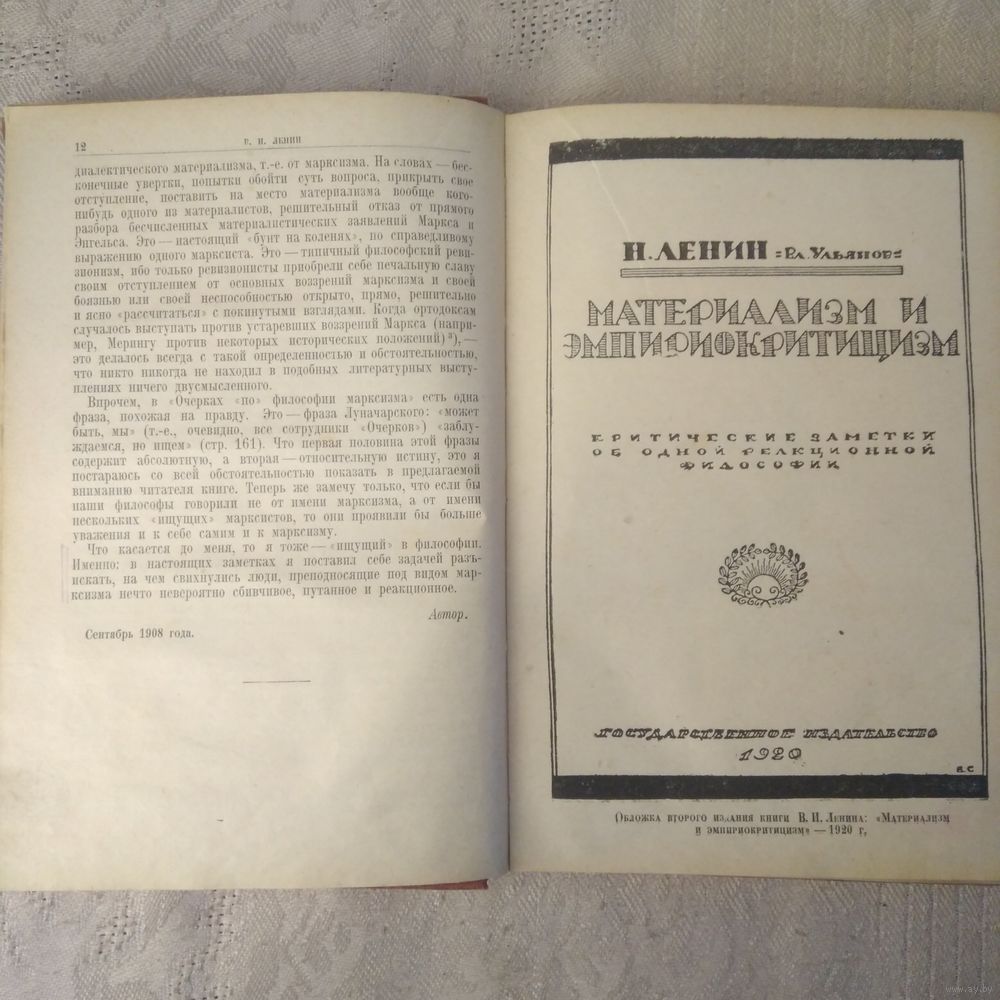 12
В. И. ЛЕНИН
диалектического материализма, т.-е. от марксизма. На словах — бес-
конечные увертки, попытки обойти суть вопроса, прикрыть свое
отступление, поставить на место материализма вообще кого-
нибудь одного из материалистов, решительный отказ от прямого
разбора бесчисленных материалистических заявлений Маркса и
Энгельса. Это — настоящий «бунт на коленях», по справедливому
выражению одного марксиста. Это — типичный философский реви-
зионизм, ибо только ревизионисты приобрели себе печальную славу
своим отступлением от основных воззрений марксизма и своей
боязнью или своей неспособностью открыто, прямо, решительно
и ясно «рассчитаться» с покинутыми взглядами. Когда ортодоксам
случалось выступать против устаревших воззрений Маркса (напри-
мер, Мерингу против некоторых исторических положений) ³), —
это делалось всегда с такой определенностью и обстоятельностью,
что никто никогда не находил в подобных литературных высту-
плениях ничего двусмысленного.
Впрочем, в «Очерках «по» философии марксизма» есть одна
фраза, похожая на правду. Это — фраза Луначарского: «может
быть, мы» (т.-е., очевидно, все сотрудники «Очерков») «заблу-
ждаемся, но ищем» (стр. 161). Что первая половина этой фразы
содержит абсолютную, а вторая — относительную истину, это я
постараюсь со всей обстоятельностью показать в предлагаемой
вниманию читателя книге. Теперь же замечу только, что если бы
наши философы говорили не от имени марксизма, а от имени
нескольких «ищущих» марксистов, то они проявили бы больше
уважения и к себе самим и к марксизму.
Что касается до меня, то я тоже — «ищущий» в философии.
Именно: в настоящих заметках я поставил себе задачей разъ-
искать, на чем свихнулись люди, преподносящие под видом мар-
ксизма нечто невероятно сбивчивое, путанное и реакционное.
Автор.
Сентябрь 1908 года.
Н. ЛЕНИН =Вл. Ульянов=
МАТЕРИАЛИЗМ И
ЭМПИРИОКРИТИЦИЗМ
КРИТИЧЕСКИЕ ЗАМЕТКИ
ОБ ОДНОЙ РЕАКЦИОННОЙ
ФИЛОСОФИИ
ГОСУДАРСТВЕННОЕ ИЗДАТЕЛЬСТВО
1920
В.С
Обложка второго издания книги В. И. Ленина: «Материализм
и эмпириокритицизм» — 1920 г.
www.ay.by